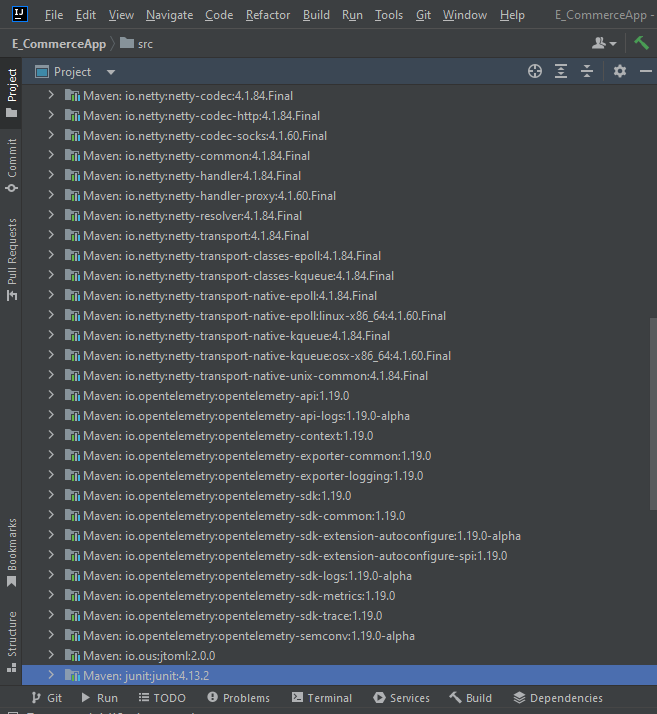 IJ File Edit View Navigate Code Refactor Build Run Tools Git Window Help E_CommerceApp -
E_CommerceApp src
Project
Project
Commit
Pull Requests
Bookmarks
Structure
Maven: io.netty:netty-codec:4.1.84.Final
Maven: io.netty:netty-codec-http:4.1.84.Final
Maven: io.netty:netty-codec-socks:4.1.60.Final
Maven: io.netty:netty-common:4.1.84.Final
Maven: io.netty:netty-handler:4.1.84.Final
Maven: io.netty:netty-handler-proxy:4.1.60.Final
Maven: io.netty:netty-resolver:4.1.84.Final
Maven: io.netty:netty-transport:4.1.84.Final
Maven: io.netty:netty-transport-classes-epoll:4.1.84.Final
Maven: io.netty:netty-transport-classes-kqueue:4.1.84.Final
Maven: io.netty:netty-transport-native-epoll:4.1.84.Final
Maven: io.netty:netty-transport-native-epoll:linux-x86_64:4.1.60.Final
Maven: io.netty:netty-transport-native-kqueue:4.1.84.Final
Maven: io.netty:netty-transport-native-kqueue:osx-x86_64:4.1.60.Final
Maven: io.netty:netty-transport-native-unix-common:4.1.84.Final
Maven: io.opentelemetry:opentelemetry-api:1.19.0
Maven: io.opentelemetry:opentelemetry-api-logs:1.19.0-alpha
Maven: io.opentelemetry:opentelemetry-context:1.19.0
Maven: io.opentelemetry:opentelemetry-exporter-common:1.19.0
Maven: io.opentelemetry:opentelemetry-exporter-logging:1.19.0
Maven: io.opentelemetry:opentelemetry-sdk:1.19.0
Maven: io.opentelemetry:opentelemetry-sdk-common:1.19.0
Maven: io.opentelemetry:opentelemetry-sdk-extension-autoconfigure:1.19.0-alpha
Maven: io.opentelemetry:opentelemetry-sdk-extension-autoconfigure-spi:1.19.0
Maven: io.opentelemetry:opentelemetry-sdk-logs:1.19.0-alpha
Maven: io.opentelemetry:opentelemetry-sdk-metrics:1.19.0
Maven: io.opentelemetry:opentelemetry-sdk-trace:1.19.0
Maven: io.opentelemetry:opentelemetry-semconv:1.19.0-alpha
Maven: io.ous:jtoml:2.0.0
Maven: junit:junit:4.13.2
Git Run TODO Problems Terminal Services Build Dependencies